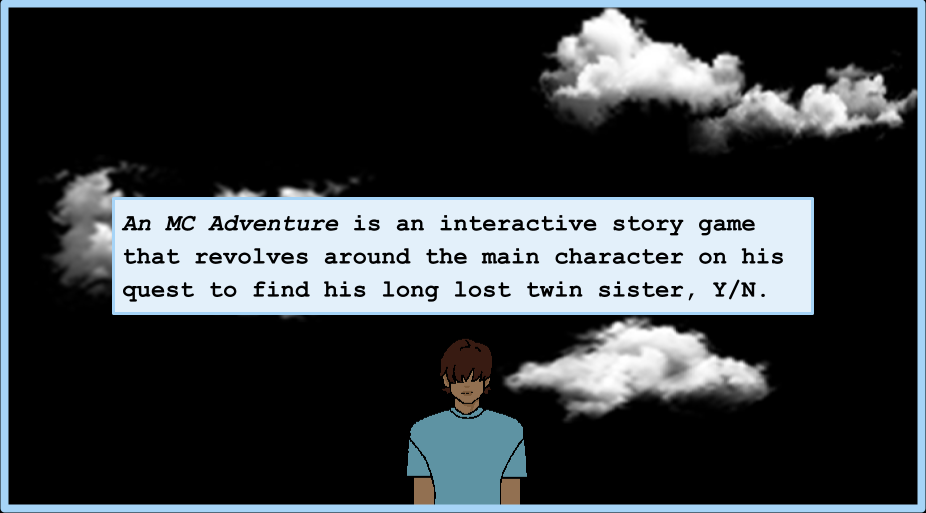 An MC Adventure is an interactive story game
that revolves around the main character on his
quest to find his long lost twin sister, Y/N.